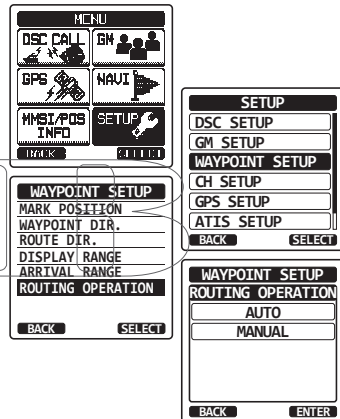 MENU
DSC CALL
GM
GPS
NAVI
MMSI/POS
INFO
SETUP
BACK
SETUP
DSC SETUP
GM SETUP
WAYPOINT SETUP
CH SETUP
GPS SETUP
ATIS SETUP
BACK SELECT
WAYPOINT SETUP
MARK POSITION
WAYPOINT DIR.
ROUTE DIR.
DISPLAY RANGE
ARRIVAL RANGE
ROUTING OPERATION
BACK SELECT
WAYPOINT SETUP
ROUTING OPERATION
AUTO
MANUAL
BACK ENTER